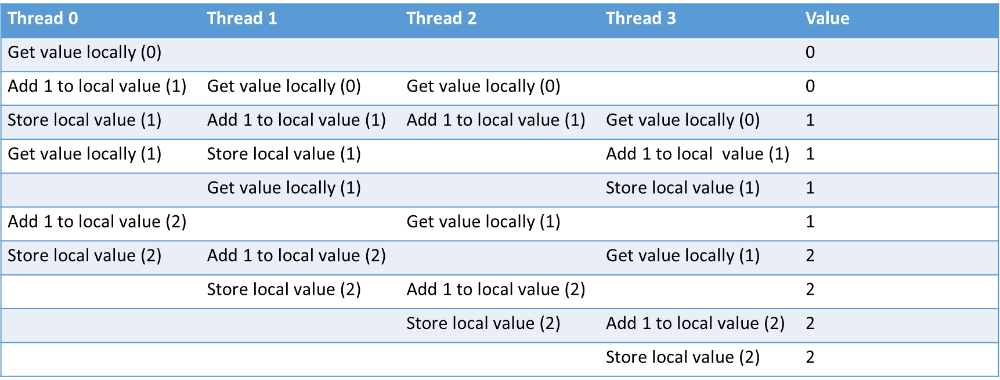 Thread 0 Thread 1 Thread 2 Thread 3 Value
Get value locally (0) 0
Add 1 to local value (1) Get value locally (0) Get value locally (0) 0
Store local value (1) Add 1 to local value (1) Add 1 to local value (1) Get value locally (0) 1
Get value locally (1) Store local value (1) Add 1 to local  value (1) 1
Get value locally (1) Store local value (1) 1
Add 1 to local value (2) Get value locally (1) 1
Store local value (2) Add 1 to local value (2) Get value locally (1) 2
Store local value (2) Add 1 to local value (2) 2
Store local value (2) Add 1 to local value (2) 2
Store local value (2) 2